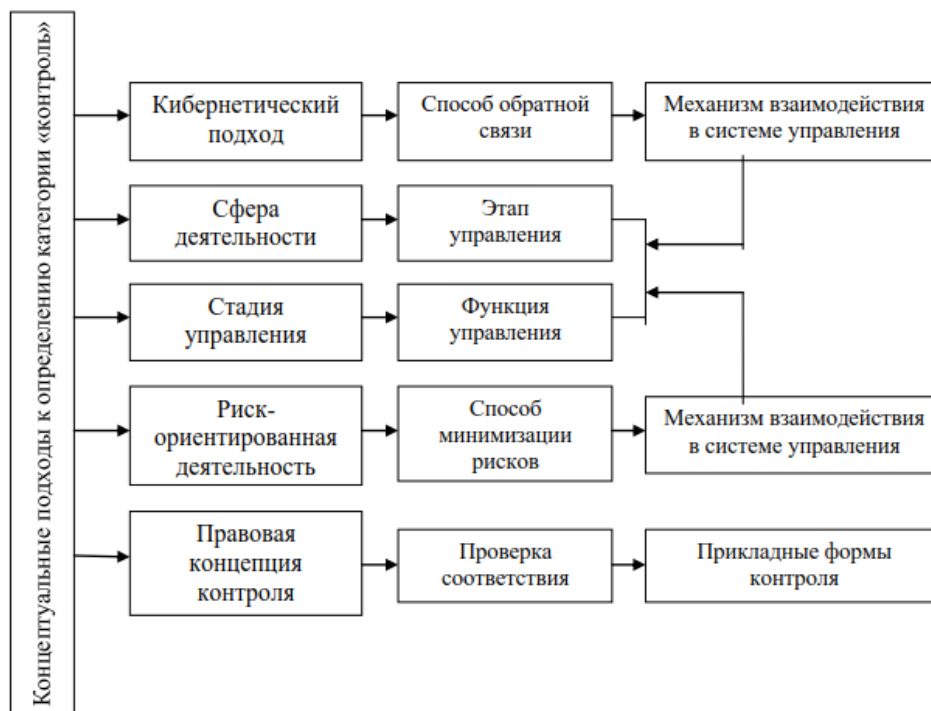 Концептуальные подходы к определению категории «контроль»
Кибернетический
подход
Способ обратной
связи
Механизм взаимодействия
в системе управления
Сфера
деятельности
Этап
управления
Стадия
управления
Функция
управления
Риск-
ориентированная
деятельность
Способ
минимизации
рисков
Механизм взаимодействия
в системе управления
Правовая
концепция
контроля
Проверка
соответствия
Прикладные формы
контроля